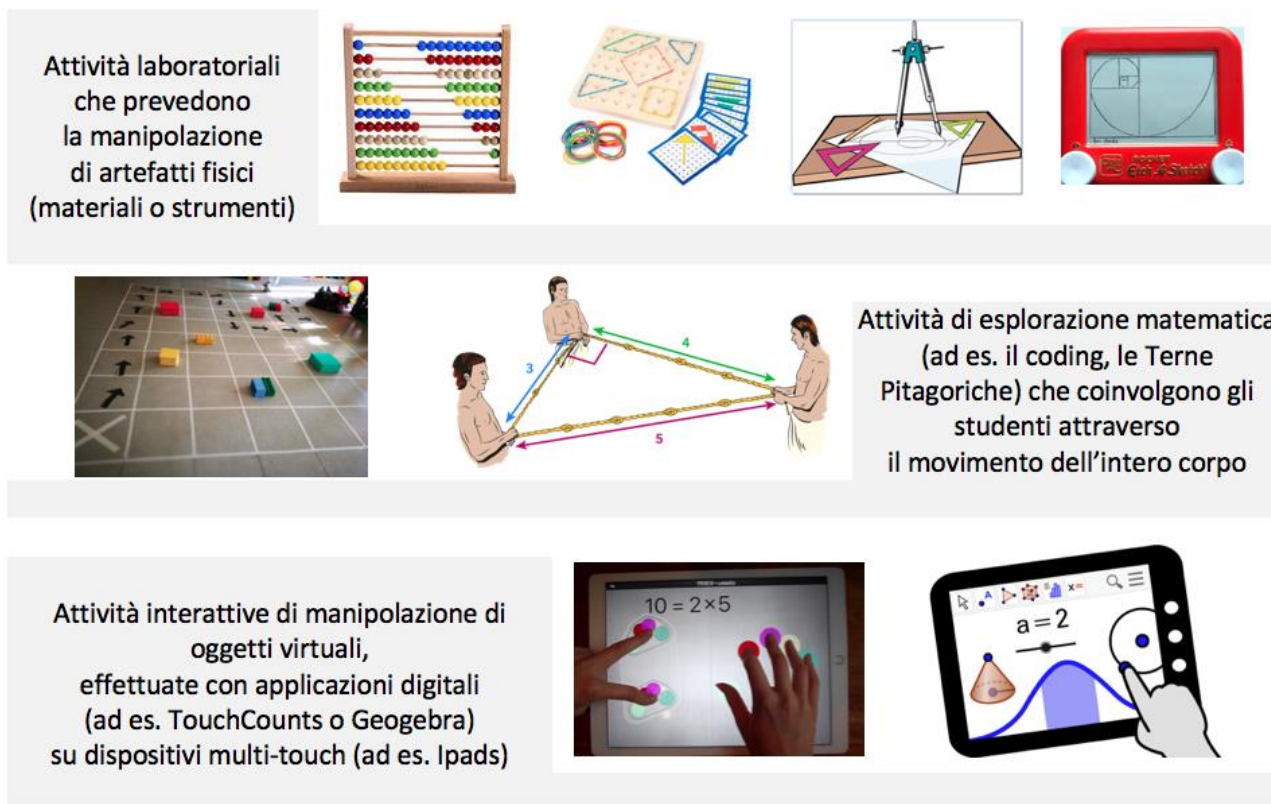 Attività laboratoriali
che prevedono
la manipolazione
di artefatti fisici
(materiali o strumenti)
POCKET
Etch A Sketch
3
4
5
Attività di esplorazione matematica
(ad es. il coding, le Terne
Pitagoriche) che coinvolgono gli
studenti attraverso
il movimento dell'intero corpo
Attività interattive di manipolazione di
oggetti virtuali,
effettuate con applicazioni digitali
(ad es. TouchCounts o Geogebra)
su dispositivi multi-touch (ad es. Ipads)
10 = 2×5
A
x=
a = 2